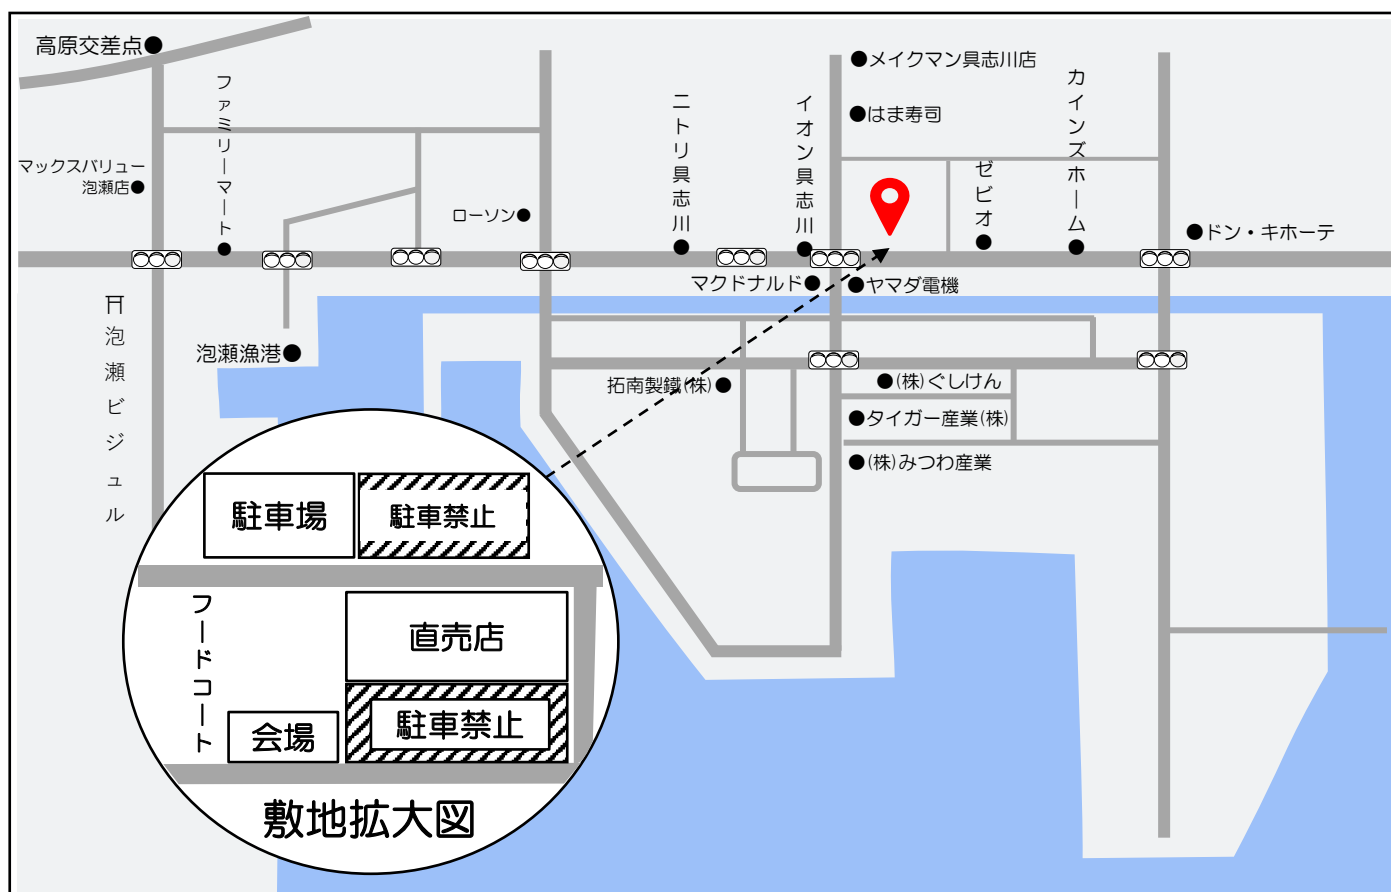 高原交差点
ファミリーマート
マックスバリュー
泡瀬店
ローソン
ニトリ具志川
イオン具志川
メイクマン具志川店
はま寿司
カインズホーム
ゼビオ
ドン・キホーテ
マクドナルド
ヤマダ電機
泡瀬ビジュル
泡瀬漁港
拓南製鐵(株)
(株)ぐしけん
タイガー産業(株)
(株)みつわ産業
駐車場
駐車禁止
フードコート
直売店
会場
駐車禁止
敷地拡大図